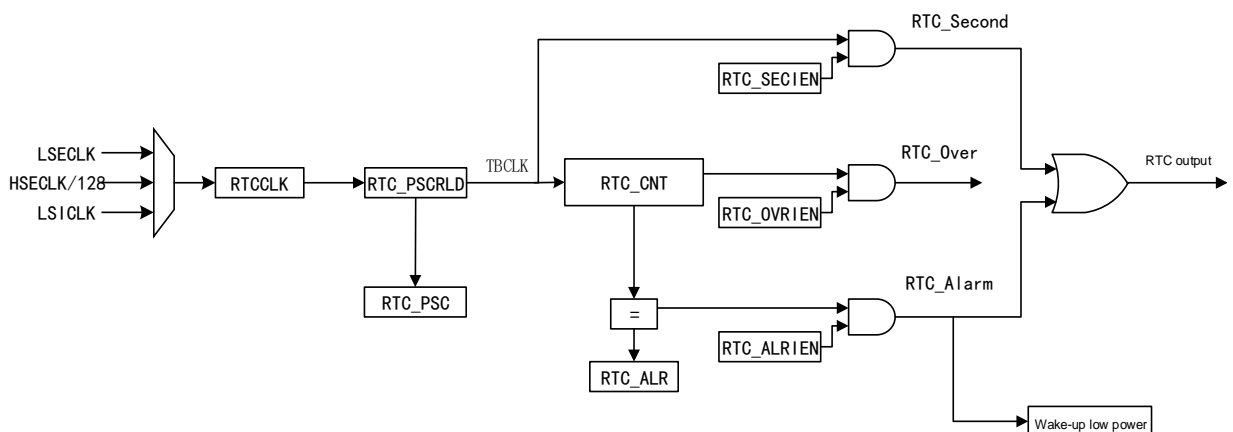 RTC_Second
RTC_SECIEN
LSECLK
HSECLK/128
LSICLK
RTCCLK
RTC_PSCRLD
TBCLK
RTC_CNT
RTC_Over
RTC_OVRIEN
RTC output
RTC_PSC
=
RTC_Alarm
RTC_ALRIEN
RTC_ALR
Wake-up low power